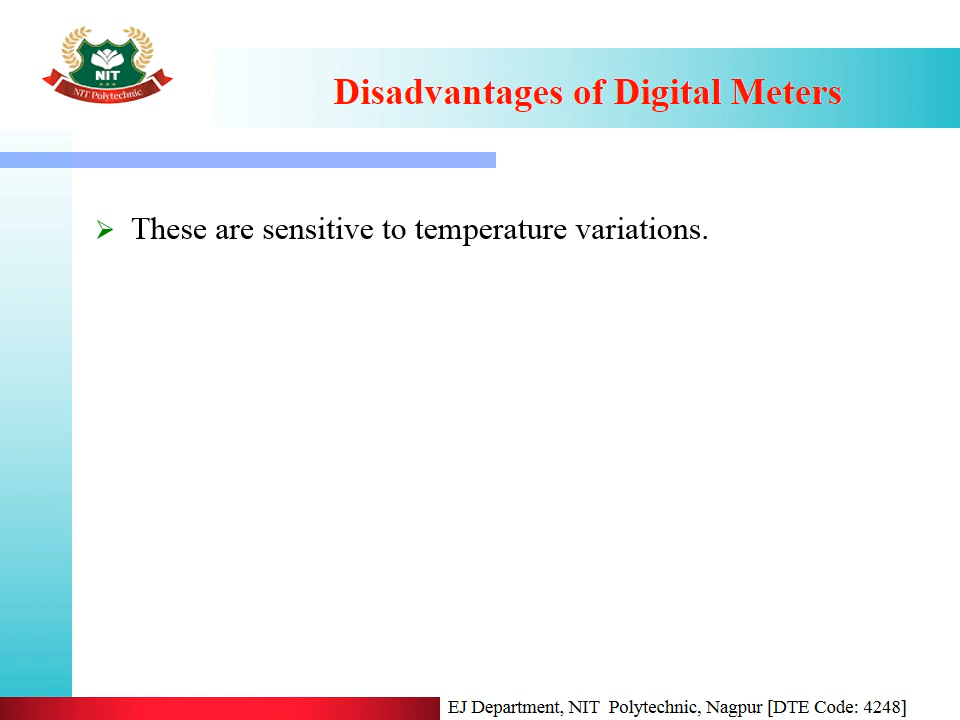 NIT
NIT Polytechnic
Disadvantages of Digital Meters
These are sensitive to temperature variations.
EJ Department, NIT Polytechnic, Nagpur [DTE Code: 4248]